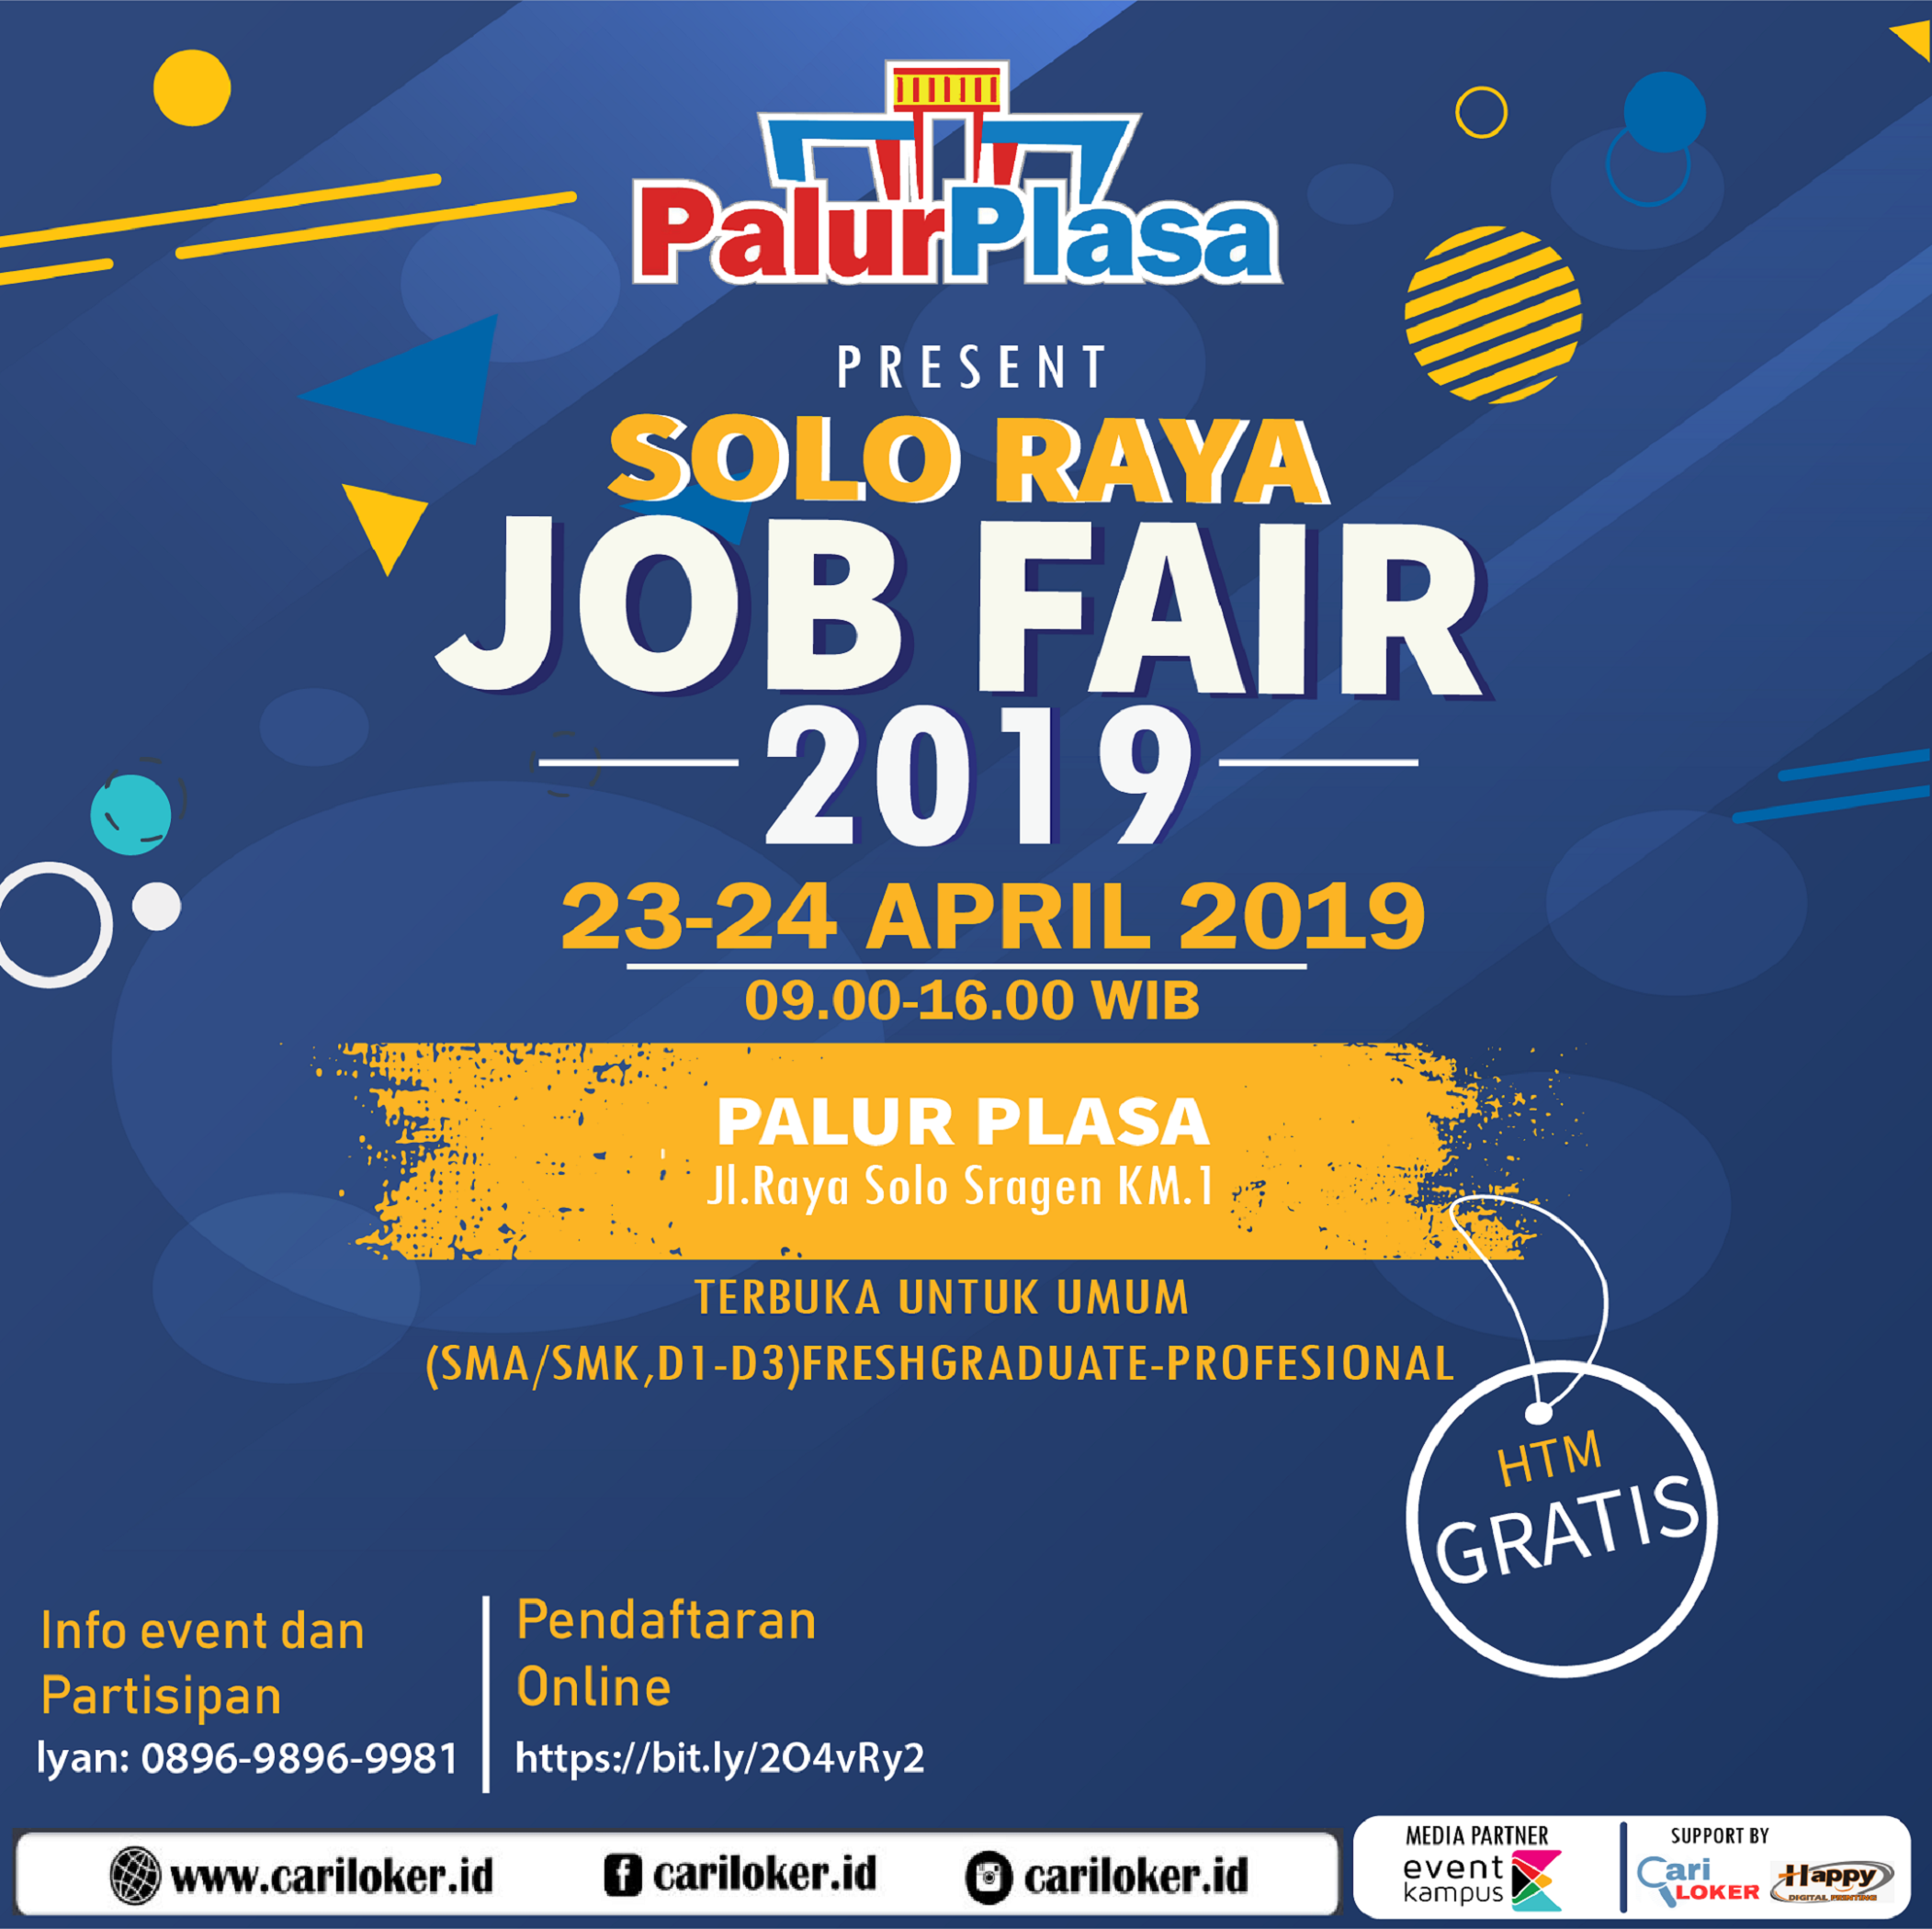 PalurPlasa
PRESENT
SOLO RAYA
JOB FAIR
2019
23-24 APRIL 2019
09.00-16.00 WIB
PALUR PLASA
Jl.Raya Solo Sragen KM.1
TERBUKA UNTUK UMUM
(SMA/SMK,D1-D3)FRESHGRADUATE-PROFESIONAL
HTM
GRATIS
Info event dan
Partisipan
Iyan: 0896-9896-9981
Pendaftaran
Online
https://bit.ly/2O4vRy2
www.cariloker.id
cariloker.id
cariloker.id
MEDIA PARTNER
event
kampus
SUPPORT BY
Cari
LOKER
Happy
DIGITAL PRINTING